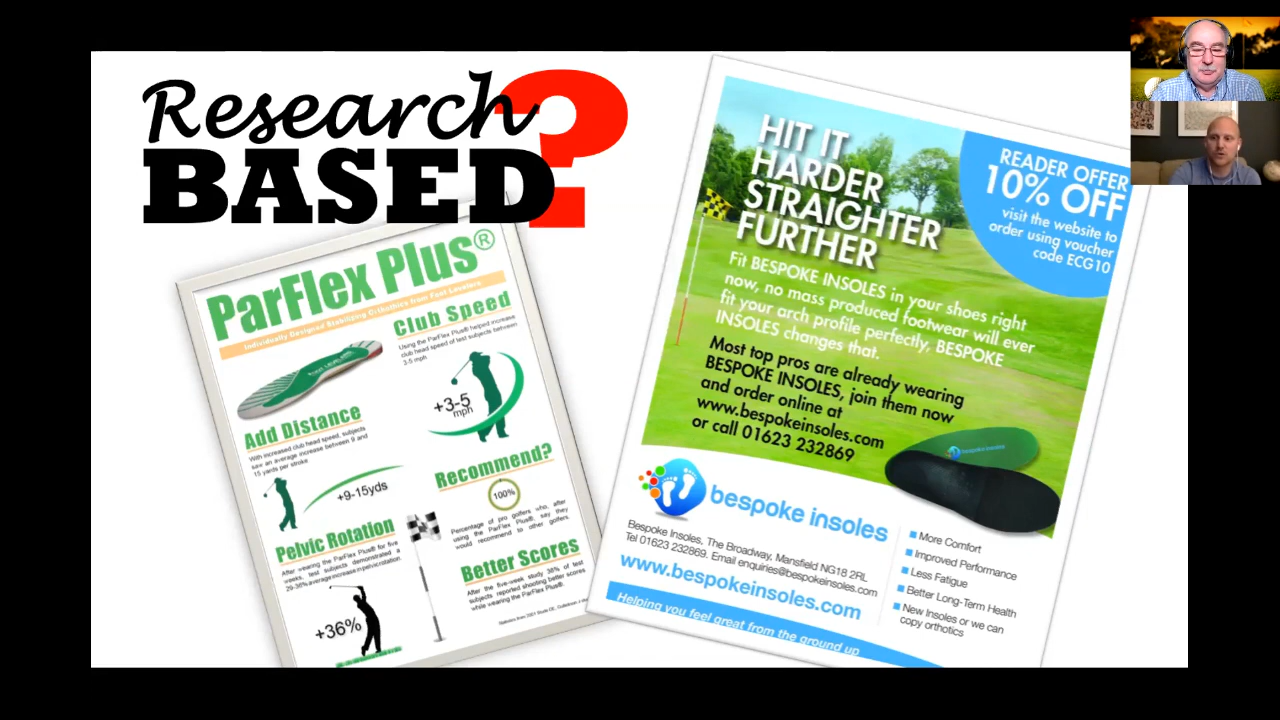 Research
BASED?
ParFlex Plus®
Individually Designed Stabilizing Orthotics from Foot Levelers
Club Speed
Using the ParFlex Plus® helped increase
club head speed of test subjects between
3-5 mph
+3-5
mph
Add Distance
With increased club head speed, subjects
saw an average increase between 9 and
15 yards per stroke
+9-15yds
Recommend?
100%
Percentage of pro golfers who, after
using the ParFlex Plus®, say they
would recommend to other golfers.
Pelvic Rotation
After wearing the ParFlex Plus® for five
weeks, test subjects demonstrated a
29-36% average increase in pelvic rotation.
+36%
Better Scores
After the five-week study 38% of test
subjects reported shooting better scores
while wearing the ParFlex Plus®.
Statistics from 2001
HIT IT
HARDER
STRAIGHTER
FURTHER
READER OFFER
10% OFF
visit the website to
order using voucher
code ECG10
Fit BESPOKE INSOLES in your shoes right
now, no mass produced footwear will ever
fit your arch profile perfectly, BESPOKE
INSOLES changes that.
Most top pros are already wearing
BESPOKE INSOLES, join them now
and order online at
www.bespokeinsoles.com
or call 01623 232869
bespoke insoles
bespoke insoles
Bespoke Insoles, The Broadway, Mansfield NG18 2RL
Tel 01623 232869. Email enquiries@bespokeinsoles.com
www.bespokeinsoles.com
Helping you feel great from the ground up
More Comfort
Improved Performance
Less Fatigue
Better Long-Term Health
New Insoles or we can
copy orthotics